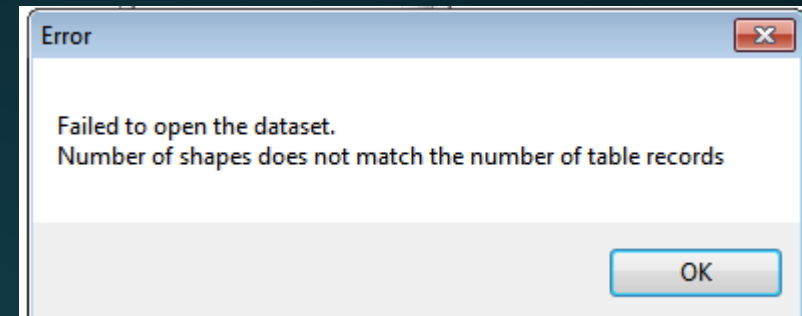 Error
Failed to open the dataset.
Number of shapes does not match the number of table records
OK